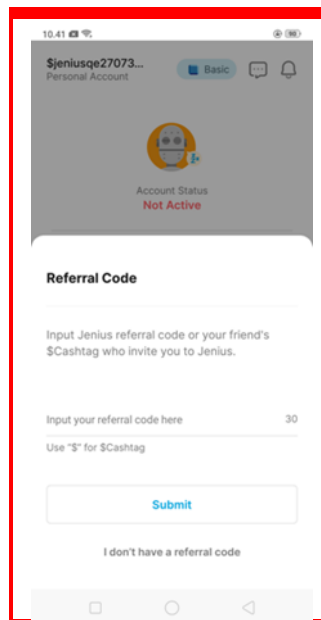 10.41
98
$jeniusqe27073...
Personal Account
Basic
Account Status
Not Active
Referral Code
Input Jenius referral code or your friend's
$Cashtag who invite you to Jenius.
Input your referral code here 30
Use "$" for $Cashtag
Submit
I don't have a referral code